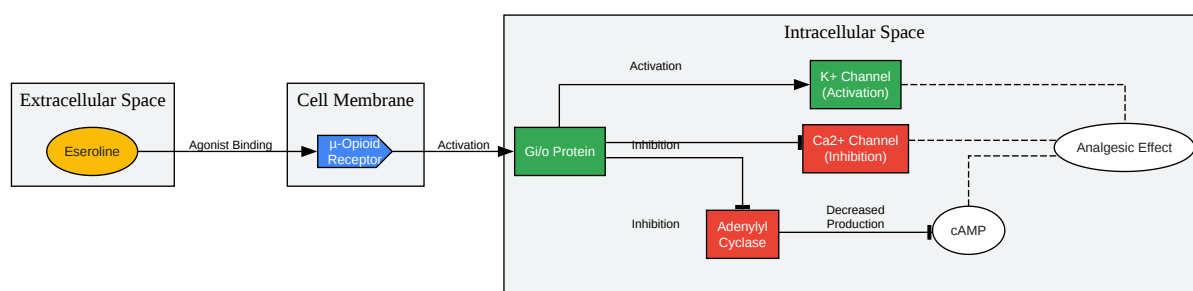 Intracellular Space
Extracellular Space
Cell Membrane
Eseroline
Agonist Binding
µ-Opioid
Receptor
Activation
Gi/o Protein
Activation
K+ Channel
(Activation)
Inhibition
Ca2+ Channel
(Inhibition)
Analgesic Effect
Inhibition
Adenylyl
Cyclase
Decreased
Production
cAMP